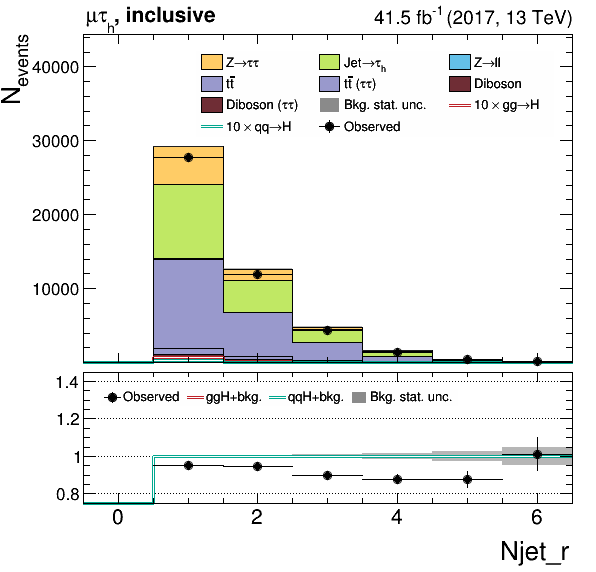 μτh, inclusive
41.5 fb-1 (2017, 13 TeV)
Nevents
Z→ττ
Jet→τh
Z→ll
tt̄
tt̄ (ττ)
Diboson
Diboson (ττ)
Bkg. stat. unc.
10 × gg→H
10 × qq→H
Observed
40000
30000
20000
10000
Observed
ggH+bkg.
qqH+bkg.
Bkg. stat. unc.
1.4
1.2
1
0.8
0
2
4
6
Njet_r